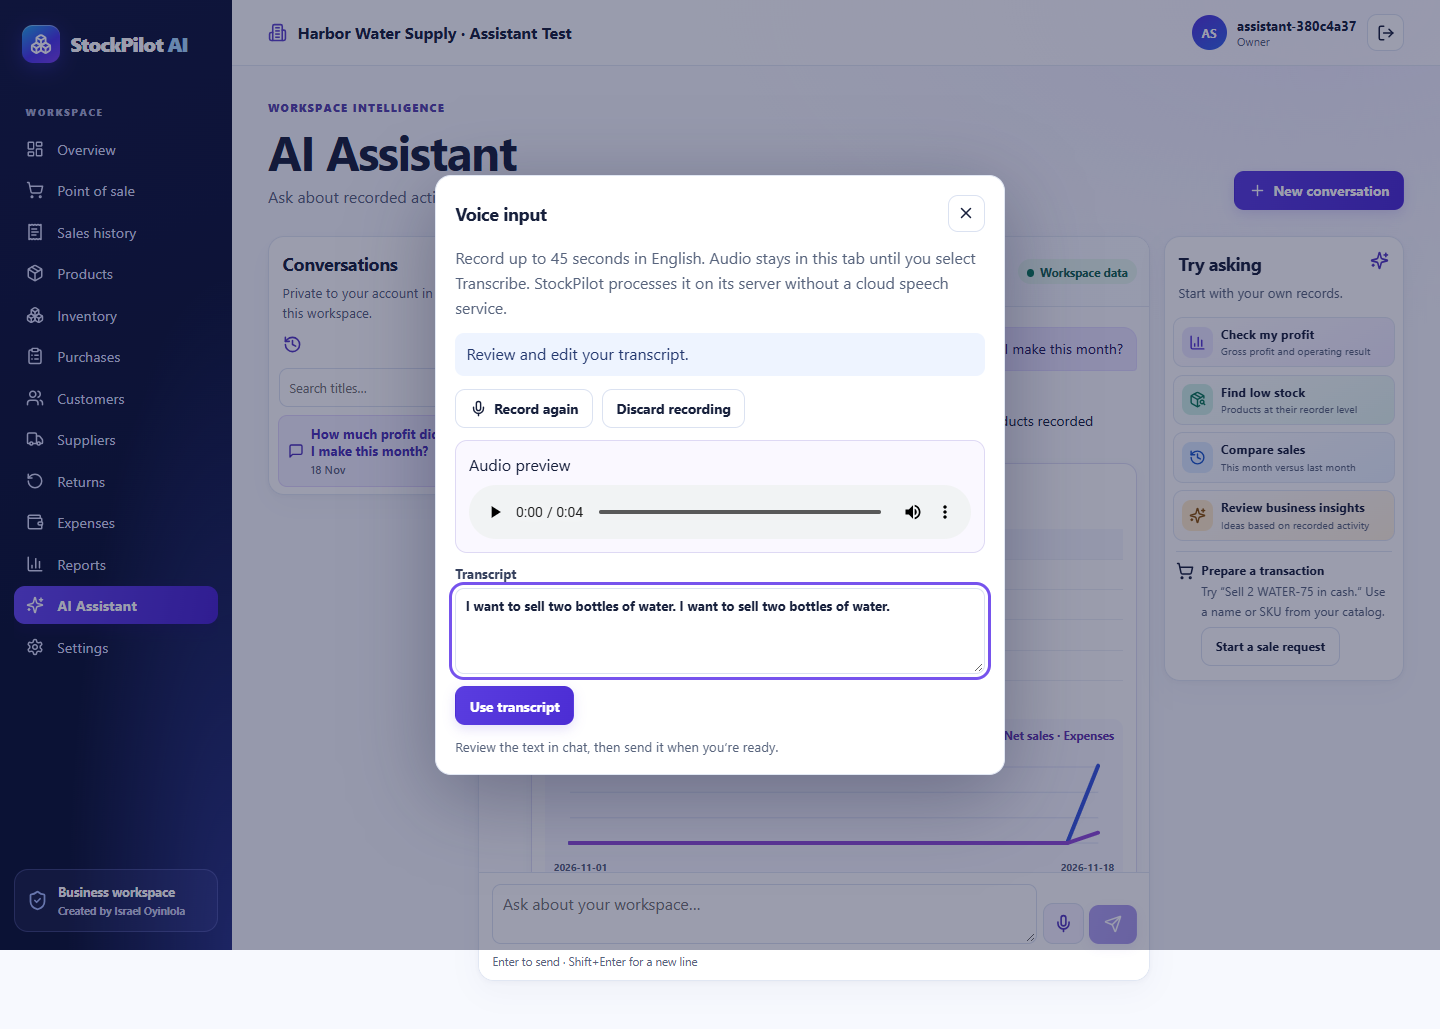 StockPilot AI
WORKSPACE
Overview
Point of sale
Sales history
Products
Inventory
Purchases
Customers
Suppliers
Returns
Expenses
Reports
AI Assistant
Settings
Business workspace
Created by Israel Oyinlola
Harbor Water Supply · Assistant Test
AS
assistant-380c4a37
Owner
WORKSPACE INTELLIGENCE
AI Assistant
Ask about recorded acti
New conversation
Conversations
Private to your account in
this workspace.
Search titles...
How much profit did
I make this month?
18 Nov
Workspace data
I make this month?
ducts recorded
Net sales · Expenses
2026-11-01
2026-11-18
Ask about your workspace...
Enter to send · Shift+Enter for a new line
Voice input
Record up to 45 seconds in English. Audio stays in this tab until you select
Transcribe. StockPilot processes it on its server without a cloud speech
service.
Review and edit your transcript.
Record again
Discard recording
Audio preview
0:00 / 0:04
Transcript
I want to sell two bottles of water. I want to sell two bottles of water.
Use transcript
Review the text in chat, then send it when you're ready.
Try asking
Start with your own records.
Check my profit
Gross profit and operating result
Find low stock
Products at their reorder level
Compare sales
This month versus last month
Review business insights
Ideas based on recorded activity
Prepare a transaction
Try “Sell 2 WATER-75 in cash.” Use
a name or SKU from your catalog.
Start a sale request